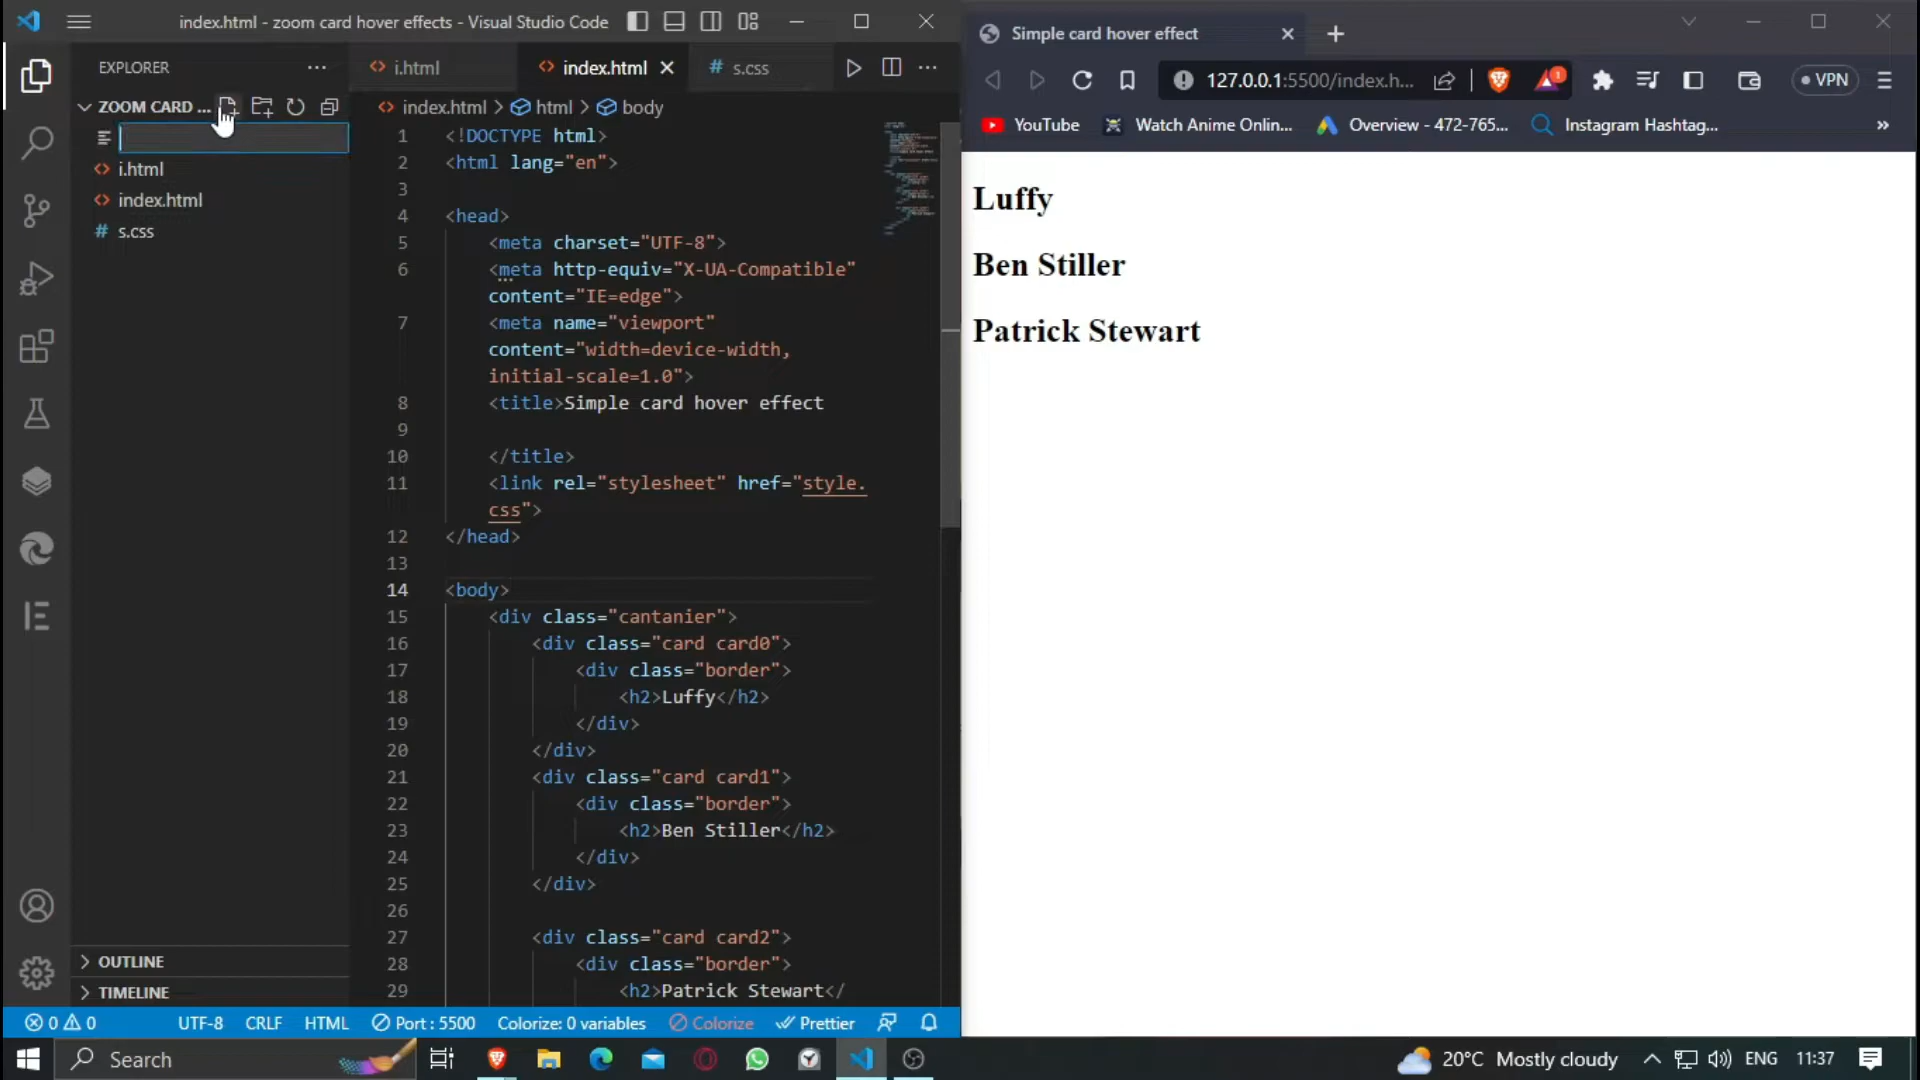 index.html - zoom card hover effects - Visual Studio Code
EXPLORER
ZOOM CARD ...
i.html
index.html
s.css
OUTLINE
TIMELINE
i.html
index.html
# s.css
index.html > html > body
1 <!DOCTYPE html>
2 <html lang="en">
3
4 <head>
5 <meta charset="UTF-8">
6 <meta http-equiv="X-UA-Compatible"
content="IE=edge">
7 <meta name="viewport"
content="width=device-width,
initial-scale=1.0">
8 <title>Simple card hover effect
9
10 </title>
11 <link rel="stylesheet" href="style.
css">
12 </head>
13
14 <body>
15 <div class="cantanier">
16 <div class="card card0">
17 <div class="border">
18 <h2>Luffy</h2>
19 </div>
20 </div>
21 <div class="card card1">
22 <div class="border">
23 <h2>Ben Stiller</h2>
24 </div>
25 </div>
26
27 <div class="card card2">
28 <div class="border">
29 <h2>Patrick Stewart</
0 0 UTF-8 CRLF HTML Port : 5500 Colorize: 0 variables Colorize Prettier
Simple card hover effect
127.0.0.1:5500/index.h...
1
VPN
YouTube Watch Anime Onlin... Overview - 472-765... Instagram Hashtag...
Luffy
Ben Stiller
Patrick Stewart
Search
20°C Mostly cloudy
ENG
11:37